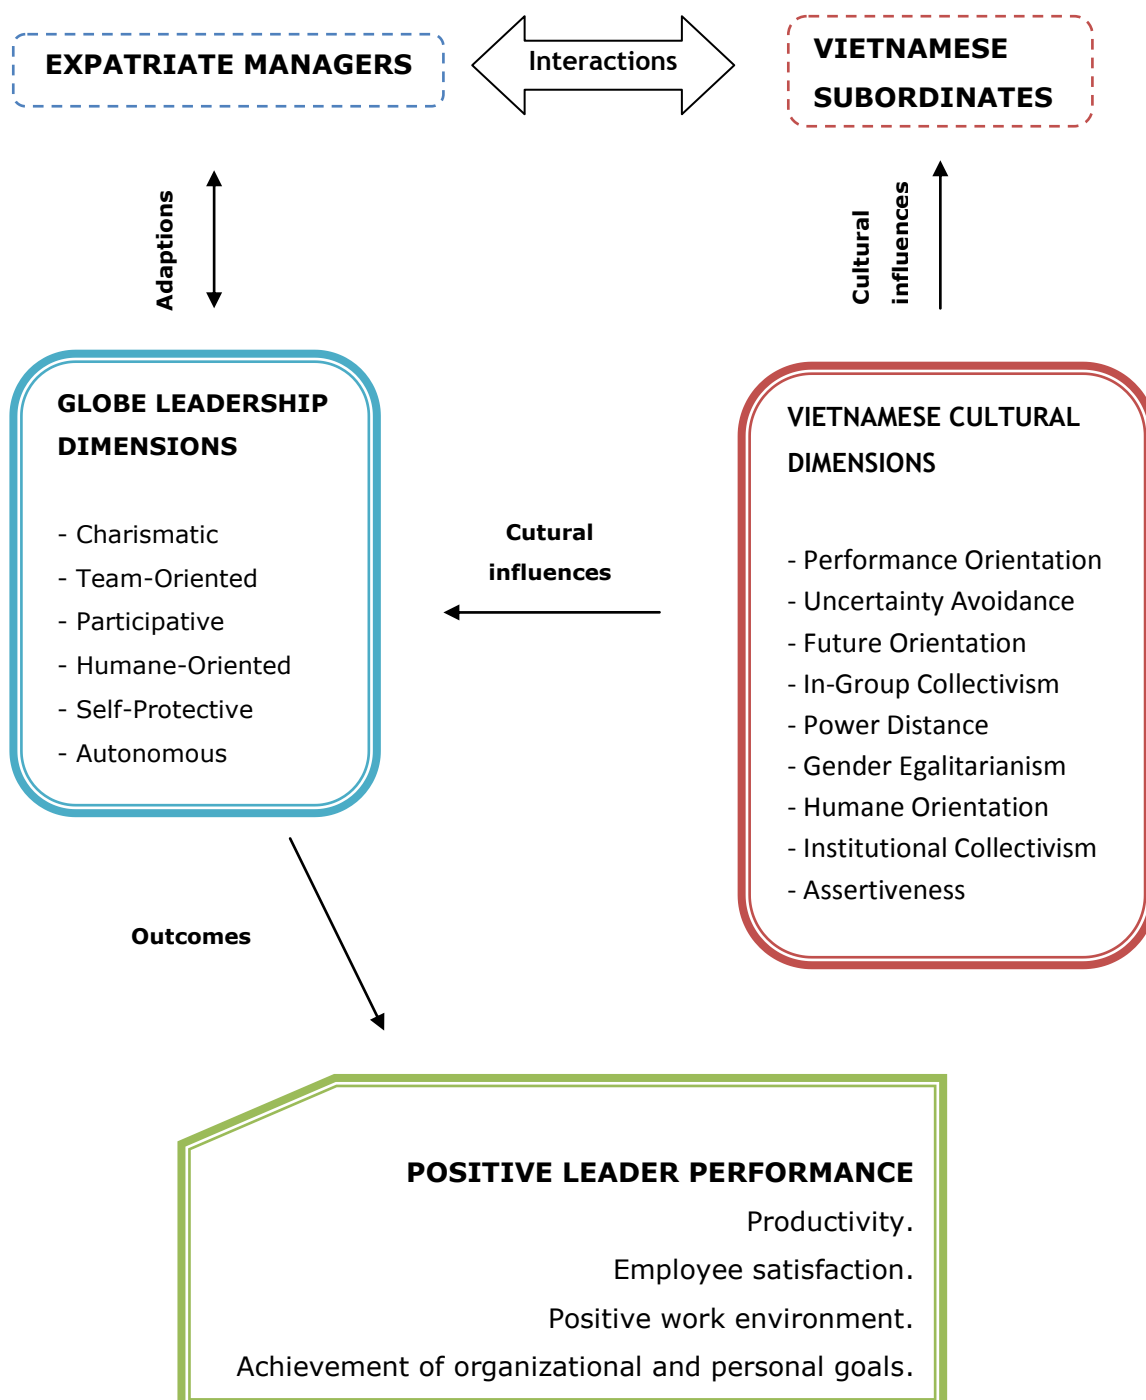 EXPATRIATE MANAGERS
Interactions
VIETNAMESE
SUBORDINATES
Adaptions
Cultural
influences
GLOBE LEADERSHIP
DIMENSIONS
- Charismatic
- Team-Oriented
- Participative
- Humane-Oriented
- Self-Protective
- Autonomous
Cutural
influences
VIETNAMESE CULTURAL
DIMENSIONS
- Performance Orientation
- Uncertainty Avoidance
- Future Orientation
- In-Group Collectivism
- Power Distance
- Gender Egalitarianism
- Humane Orientation
- Institutional Collectivism
- Assertiveness
Outcomes
POSITIVE LEADER PERFORMANCE
Productivity.
Employee satisfaction.
Positive work environment.
Achievement of organizational and personal goals.